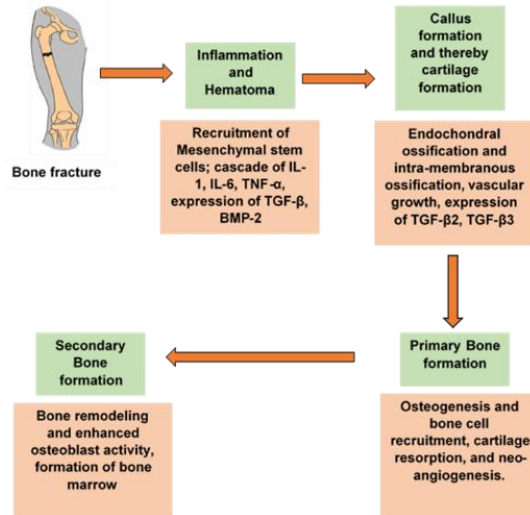 Bone fracture
Inflammation
and
Hematoma
Recruitment of
Mesenchymal stem
cells; cascade of IL-
1, IL-6, TNF-α,
expression of TGF-β,
BMP-2
Callus
formation
and thereby
cartilage
formation
Endochondral
ossification and
intra-membranous
ossification, vascular
growth, expression
of TGF-β2, TGF-β3
Primary Bone
formation
Osteogenesis and
bone cell
recruitment, cartilage
resorption, and neo-
angiogenesis.
Secondary
Bone
formation
Bone remodeling
and enhanced
osteoblast activity,
formation of bone
marrow